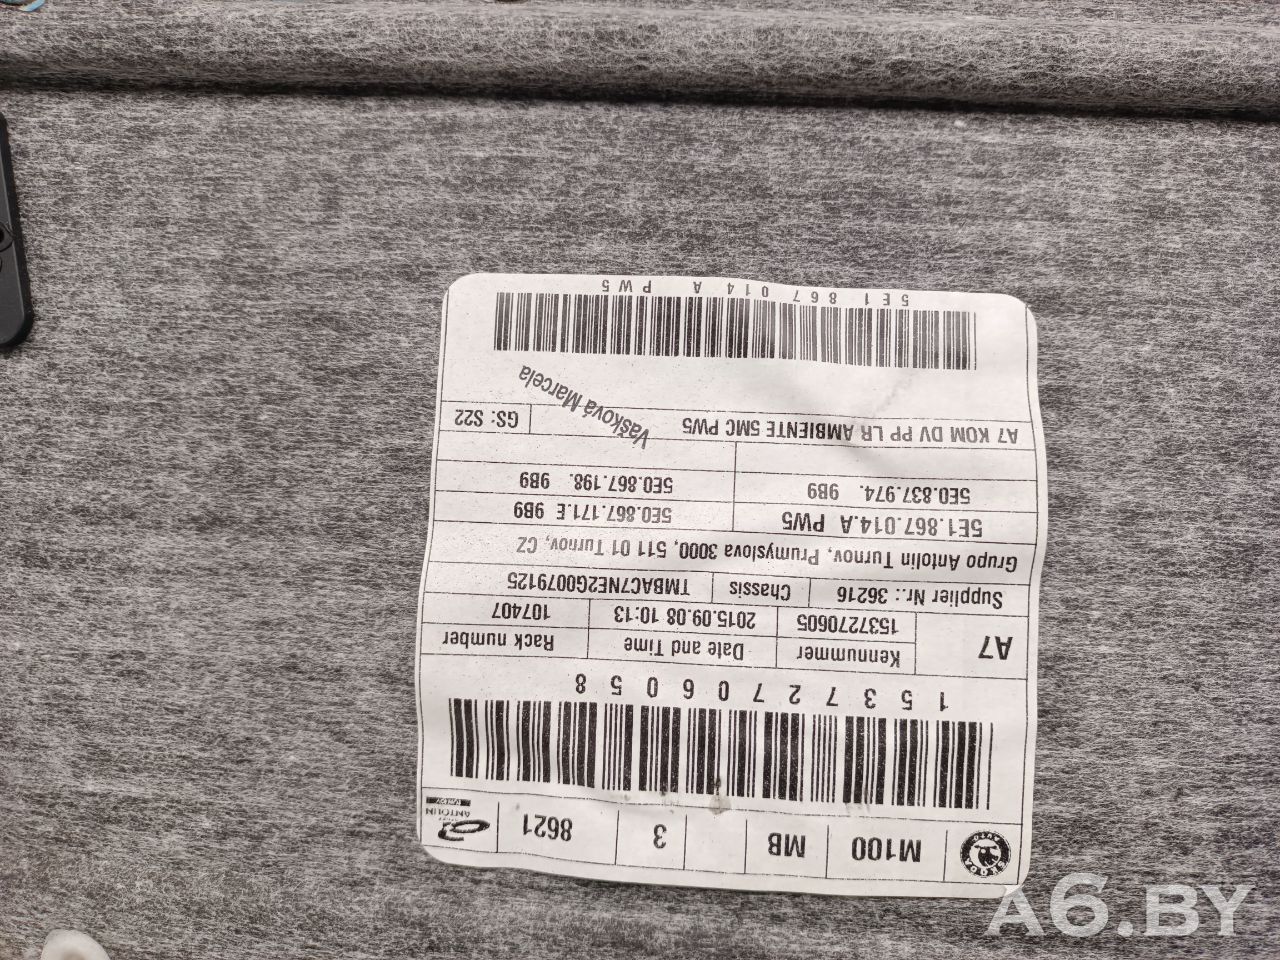 M100 MB 3 8621
ŠKODA AUTO
ANTOLIN
1 5 3 7 2 7 0 6 0 5 8
A7
Kennummer Date and Time Rack number
1537270605 2015.09.08 10:13 107407
Supplier Nr.: 36216 Chassis TMBAC7NE2G0079125
Grupo Antolin Turnov, Prumyslova 3000, 511 01 Turnov, CZ
5E1.867.014.A PW5 5E0.867.171.E 9B9
5E0.837.974. 9B9 5E0.867.198. 9B9
A7 KOM DV PP LR AMBIENTE 5MC PW5 GS: S22
Vašková Marcela
5E1 867 014 A PW5
A6.BY